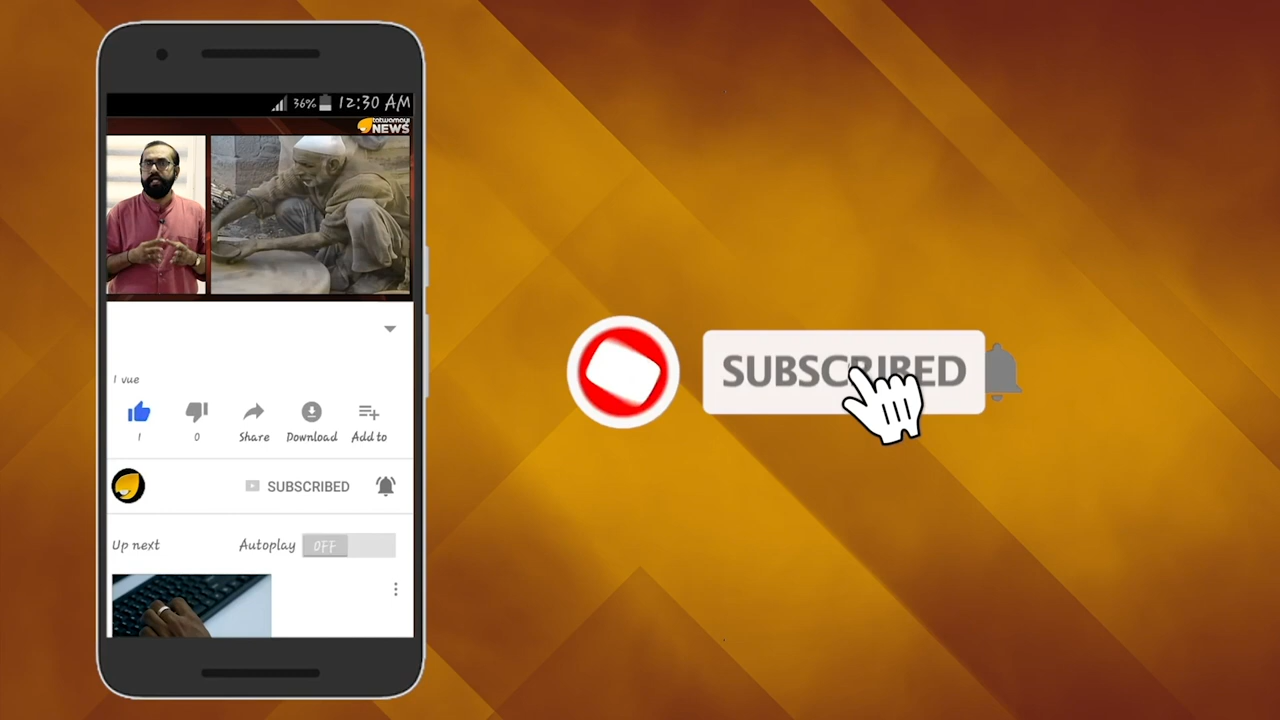 36% 12:30 AM
tatwamayi
NEWS
1 vue
1
0
Share
Download
Add to
SUBSCRIBED
Up next
Autoplay
OFF
SUBSCRIBED